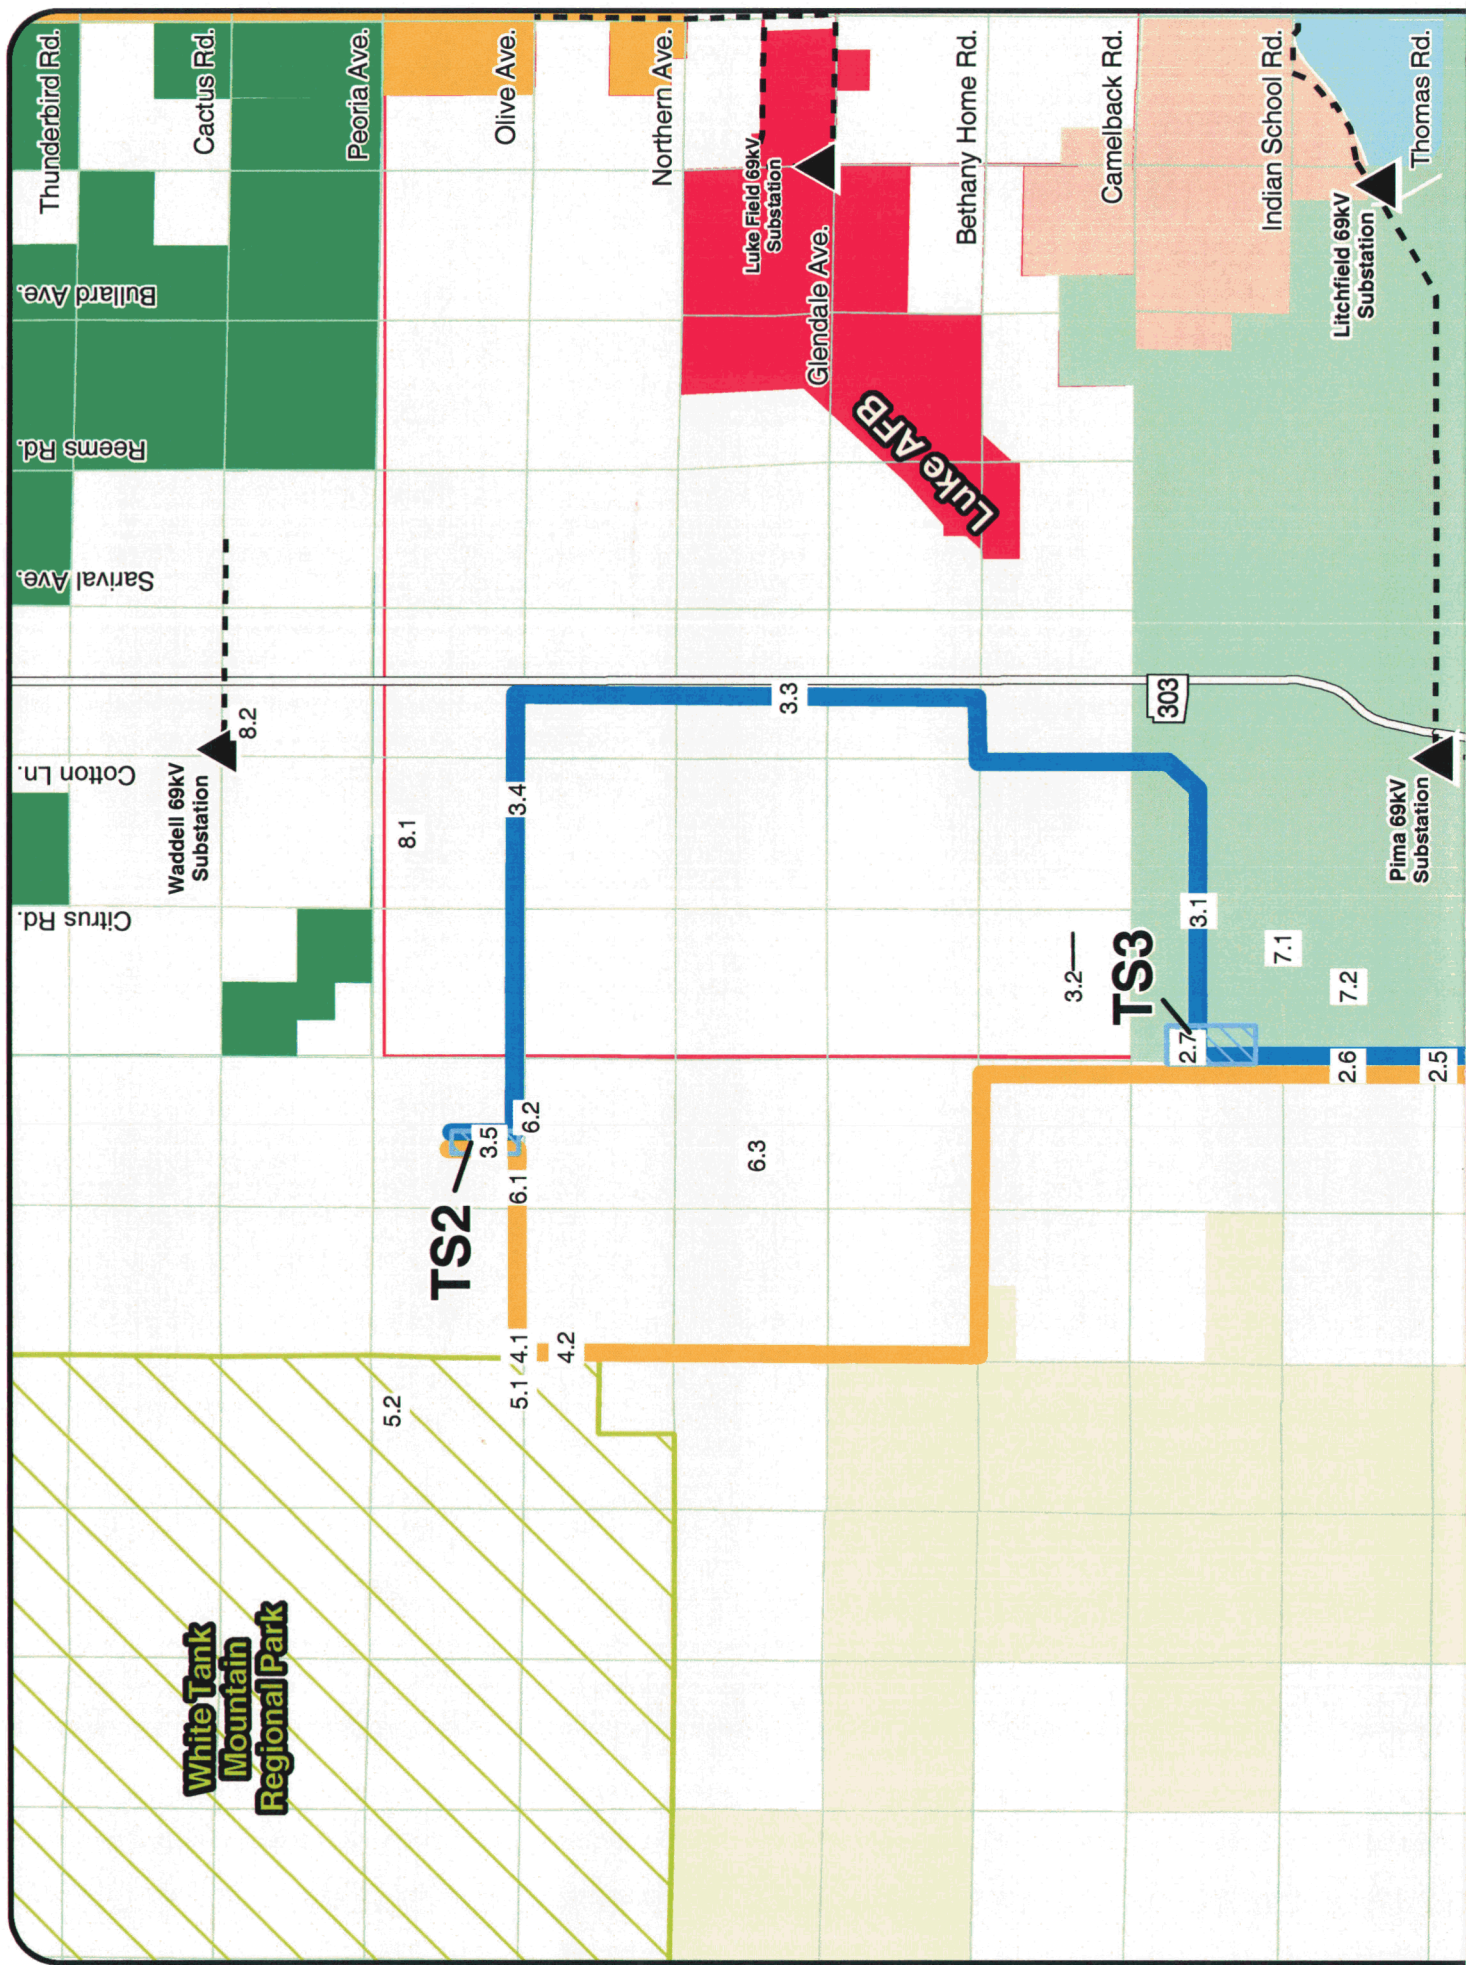 Thunderbird Rd.
Cactus Rd.
Peoria Ave.
Olive Ave.
Northern Ave.
Glendale Ave.
Bethany Home Rd.
Camelback Rd.
Indian School Rd.
Thomas Rd.
Bullard Ave.
Reems Rd.
Sarival Ave.
Cotton Ln.
Citrus Rd.
Luke Field 69kV
Substation
Luke AFB
Litchfield 69kV
Substation
Waddell 69kV
Substation
8.2
8.1
3.4
3.3
303
Pima 69kV
Substation
3.1
3.2
TS3
7.1
7.2
2.7
2.6
2.5
6.2
3.5
TS2
6.1
6.3
4.1
4.2
5.1
5.2
White Tank
Mountain
Regional Park